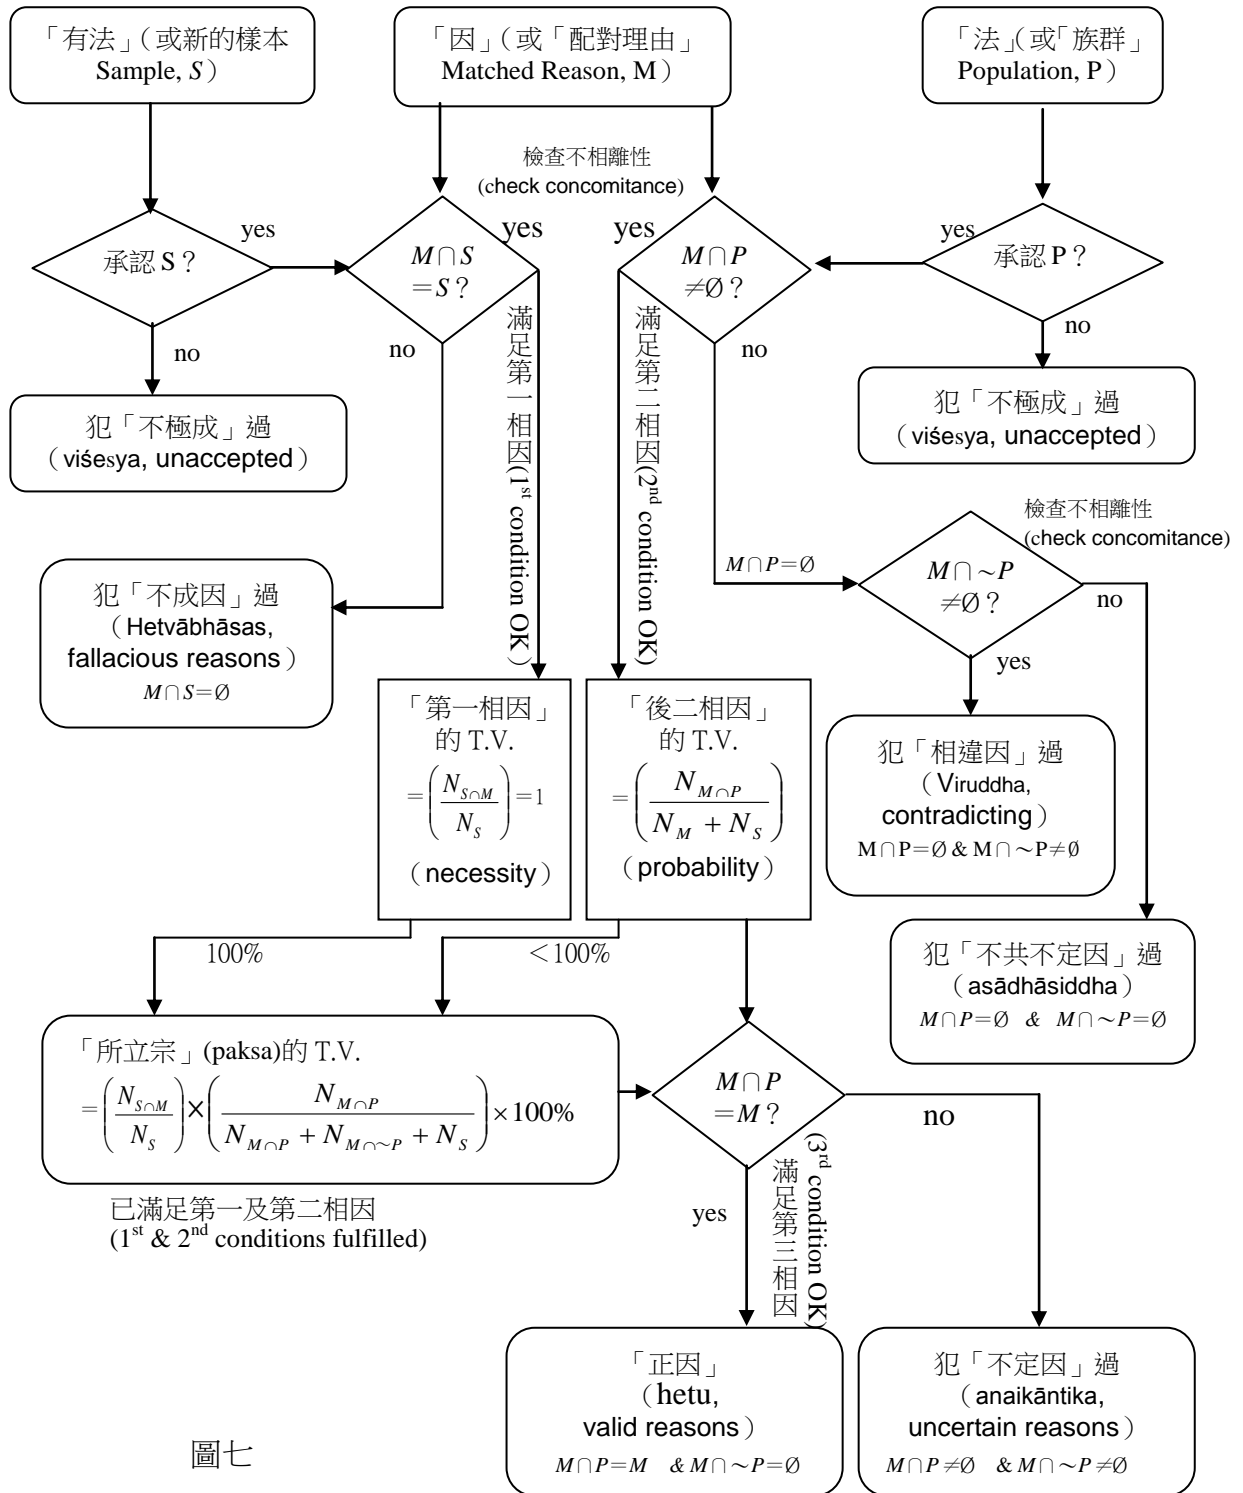 「有法」（或新的樣本
Sample, S）
「因」（或「配對理由」
Matched Reason, M）
「法」（或「族群」
Population, P）
檢查不相離性
(check concomitance)
承認 S？
yes
M∩S
＝S？
yes
yes
M∩P
≠Ø？
yes
承認 P？
no
no
no
no
滿足第一相因(1st condition OK)
滿足第二相因(2nd condition OK)
犯「不極成」過
（viśesya, unaccepted）
犯「不極成」過
（viśesya, unaccepted）
檢查不相離性
(check concomitance)
M∩P＝Ø
M∩～P
≠Ø？
no
yes
犯「不成因」過
（Hetvābhāsas,
fallacious reasons）
M∩S＝Ø
「第一相因」
的 T.V.
＝(N_{S∩M} / N_S)＝1
（necessity）
「後二相因」
的 T.V.
＝(N_{M∩P} / (N_M + N_S))
（probability）
犯「相違因」過
（Viruddha,
contradicting）
M∩P＝Ø & M∩～P≠Ø
100%
＜100%
犯「不共不定因」過
（asādhāsiddha）
M∩P＝Ø & M∩～P＝Ø
「所立宗」(paksa)的 T.V.
＝(N_{S∩M} / N_S)×(N_{M∩P} / (N_{M∩P} + N_{M∩~P} + N_S))×100%
M∩P
＝M？
no
yes
滿足第三相因
(3rd condition OK)
已滿足第一及第二相因
(1st & 2nd conditions fulfilled)
「正因」
（hetu,
valid reasons）
M∩P＝M & M∩～P＝Ø
犯「不定因」過
（anaikāntika,
uncertain reasons）
M∩P≠Ø & M∩～P≠Ø
圖七